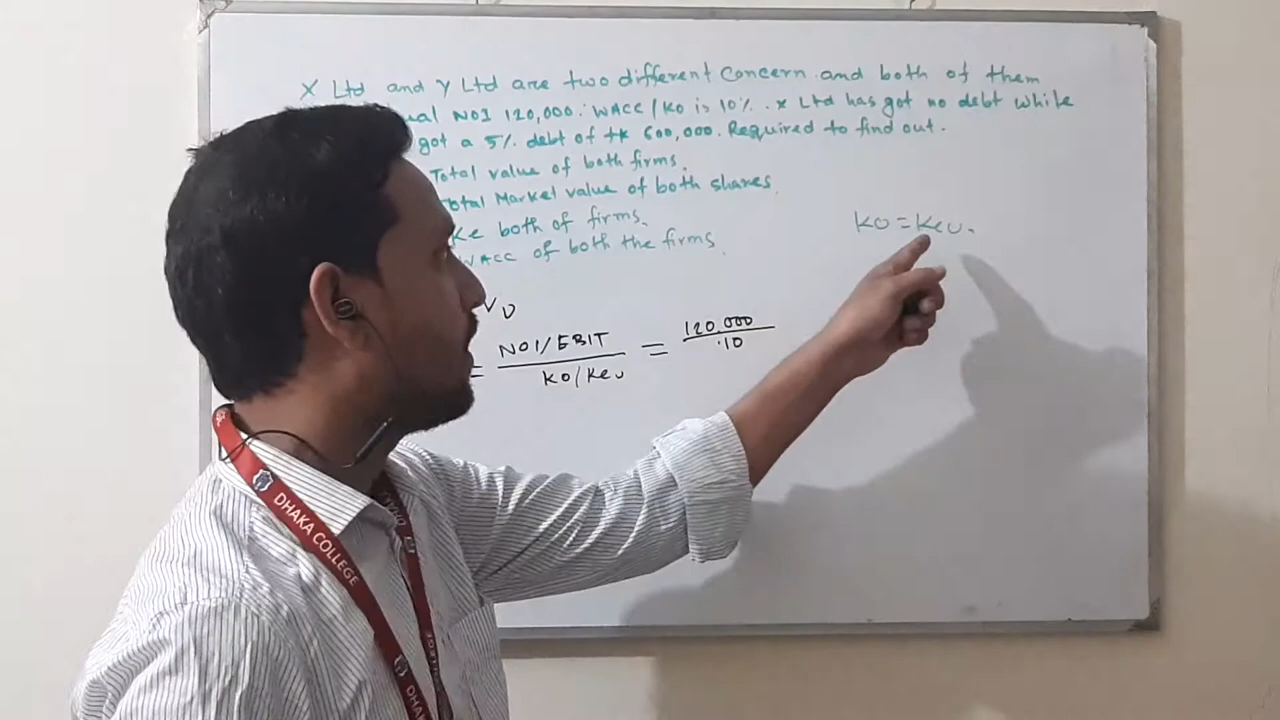 X Ltd and Y Ltd are two different concern and both of them
ual NOI 120,000. WACC/KO is 10%. X Ltd has got no debt while
got a 5% debt of tk 600,000. Required to find out.
Total value of both firms.
otal Market value of both shares.
Ke both of firms.
WACC of both the firms.
KO = KeU.
VU
= NOI/EBIT = 120.000
KO/KeU .10
DHAKA COLLEGE
DHAKA